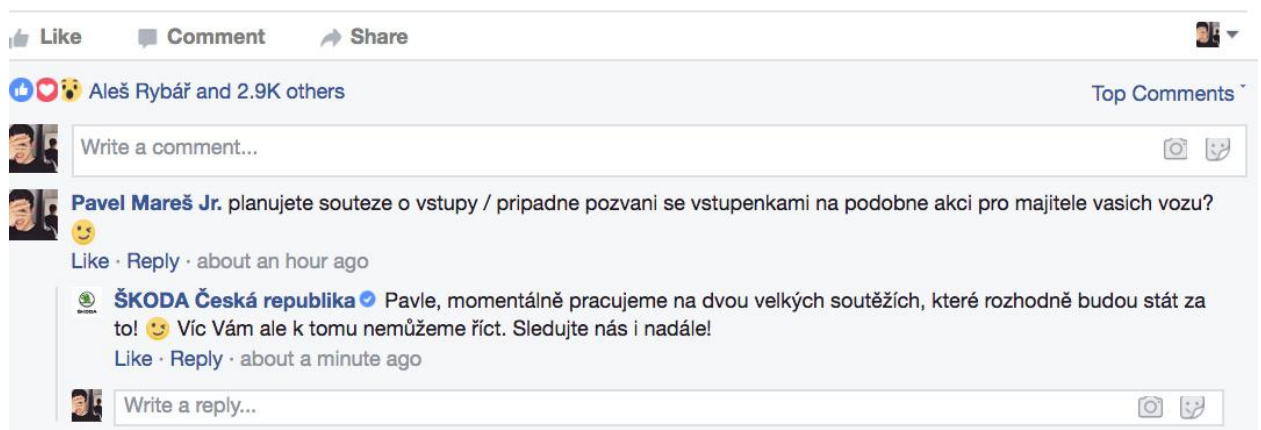 Like Comment Share
Aleš Rybář and 2.9K others
Top Comments
Write a comment...
Pavel Mareš Jr. planujete souteze o vstupy / pripadne pozvani se vstupenkami na podobne akci pro majitele vasich vozu?
😉
Like · Reply · about an hour ago
ŠKODA Česká republika Pavle, momentálně pracujeme na dvou velkých soutěžích, které rozhodně budou stát za
to! 😉 Víc Vám ale k tomu nemůžeme říct. Sledujte nás i nadále!
Like · Reply · about a minute ago
Write a reply...